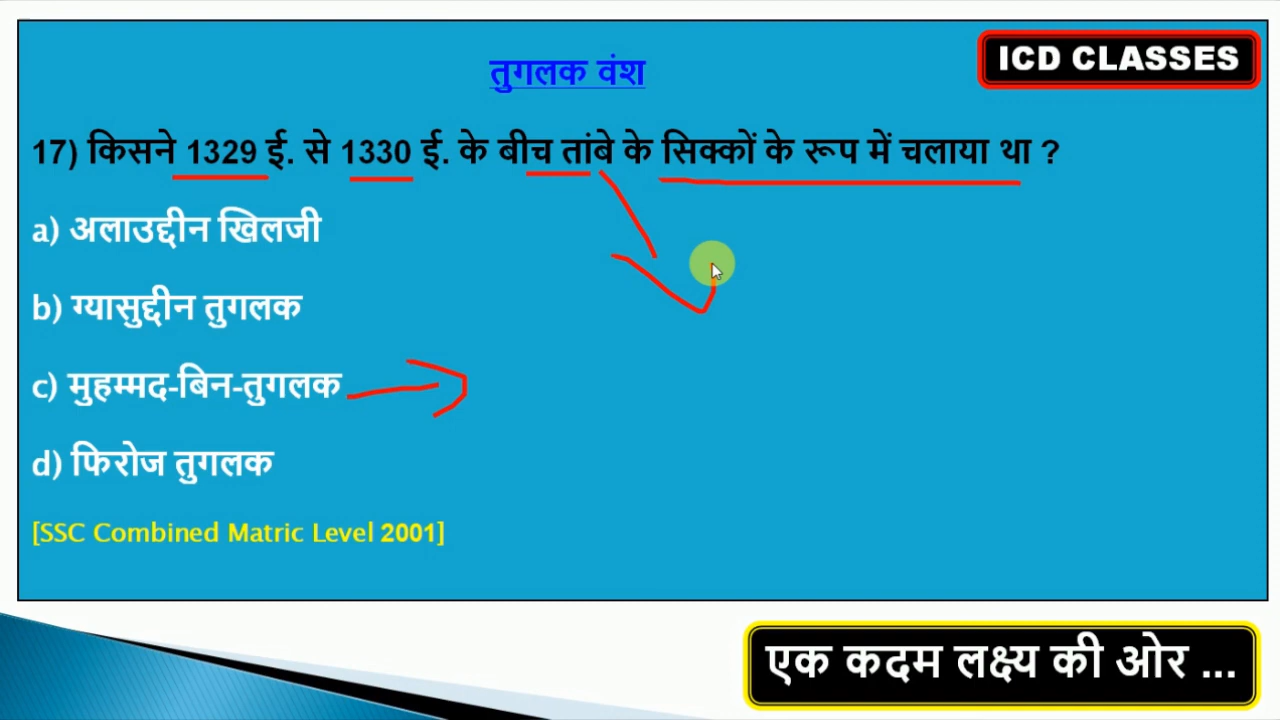 ICD CLASSES
तुगलक वंश
17) किसने 1329 ई. से 1330 ई. के बीच तांबे के सिक्कों के रूप में चलाया था ?
a) अलाउद्दीन खिलजी
b) ग्यासुद्दीन तुगलक
c) मुहम्मद-बिन-तुगलक
d) फिरोज तुगलक
[SSC Combined Matric Level 2001]
एक कदम लक्ष्य की ओर ...